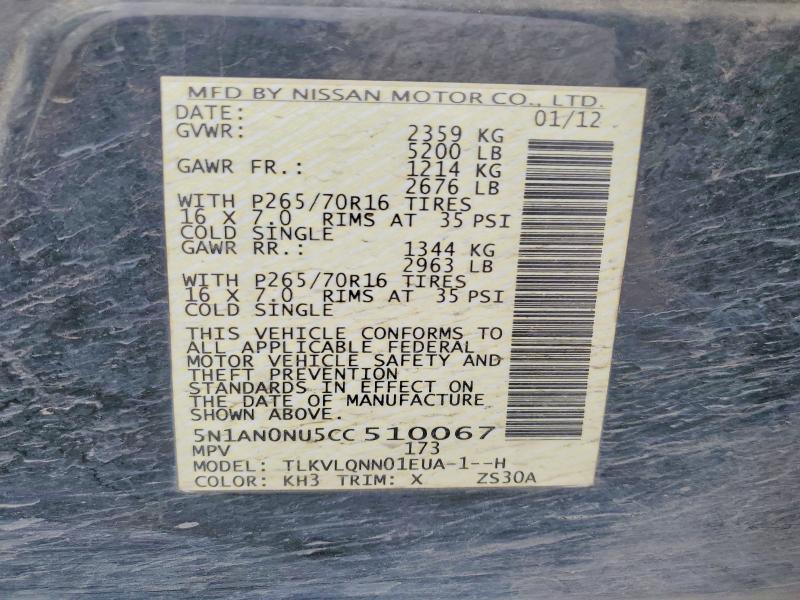 MFD BY NISSAN MOTOR CO., LTD.
DATE: 01/12
GVWR: 2359 KG
5200 LB
GAWR FR.: 1214 KG
2676 LB
WITH P265/70R16 TIRES
16 X 7.0 RIMS AT 35 PSI
COLD SINGLE
GAWR RR.: 1344 KG
2963 LB
WITH P265/70R16 TIRES
16 X 7.0 RIMS AT 35 PSI
COLD SINGLE
THIS VEHICLE CONFORMS TO
ALL APPLICABLE FEDERAL
MOTOR VEHICLE SAFETY AND
THEFT PREVENTION
STANDARDS IN EFFECT ON
THE DATE OF MANUFACTURE
SHOWN ABOVE.
5N1AN0NU5CC 510067
MPV 173
MODEL: TLKVLQNN01EUA-1--H
COLOR: KH3 TRIM: X ZS30A